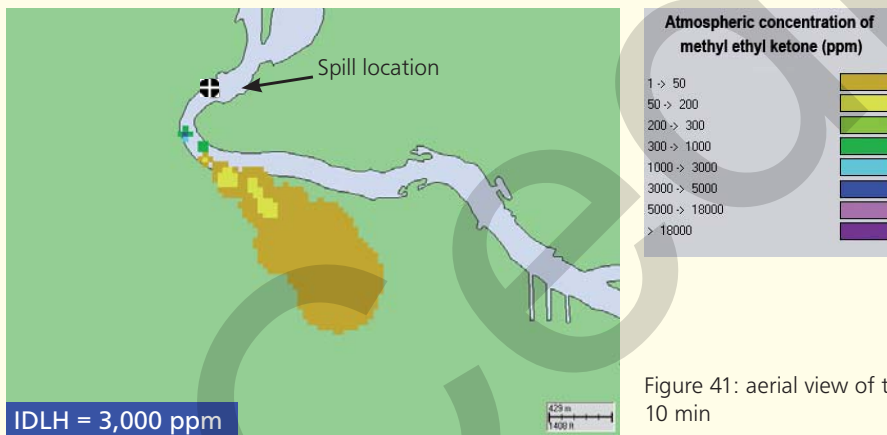 Spill location
IDLH = 3,000 ppm
429 m
1408 ft
Atmospheric concentration of
methyl ethyl ketone (ppm)
1 -> 50
50 -> 200
200 -> 300
300 -> 1000
1000 -> 3000
3000 -> 5000
5000 -> 18000
> 18000
Figure 41: aerial view of t
10 min